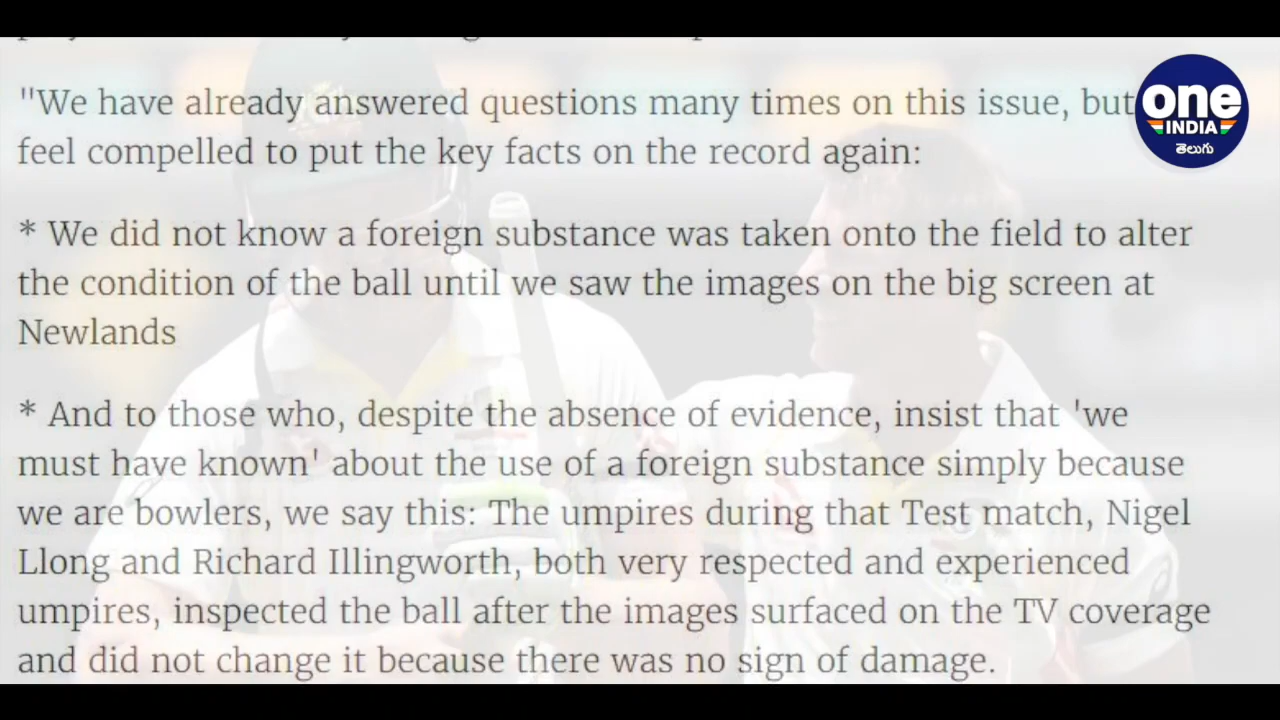 "We have already answered questions many times on this issue, but
one
INDIA
తెలుగు
feel compelled to put the key facts on the record again:
* We did not know a foreign substance was taken onto the field to alter
the condition of the ball until we saw the images on the big screen at
Newlands
* And to those who, despite the absence of evidence, insist that 'we
must have known' about the use of a foreign substance simply because
we are bowlers, we say this: The umpires during that Test match, Nigel
Llong and Richard Illingworth, both very respected and experienced
umpires, inspected the ball after the images surfaced on the TV coverage
and did not change it because there was no sign of damage.